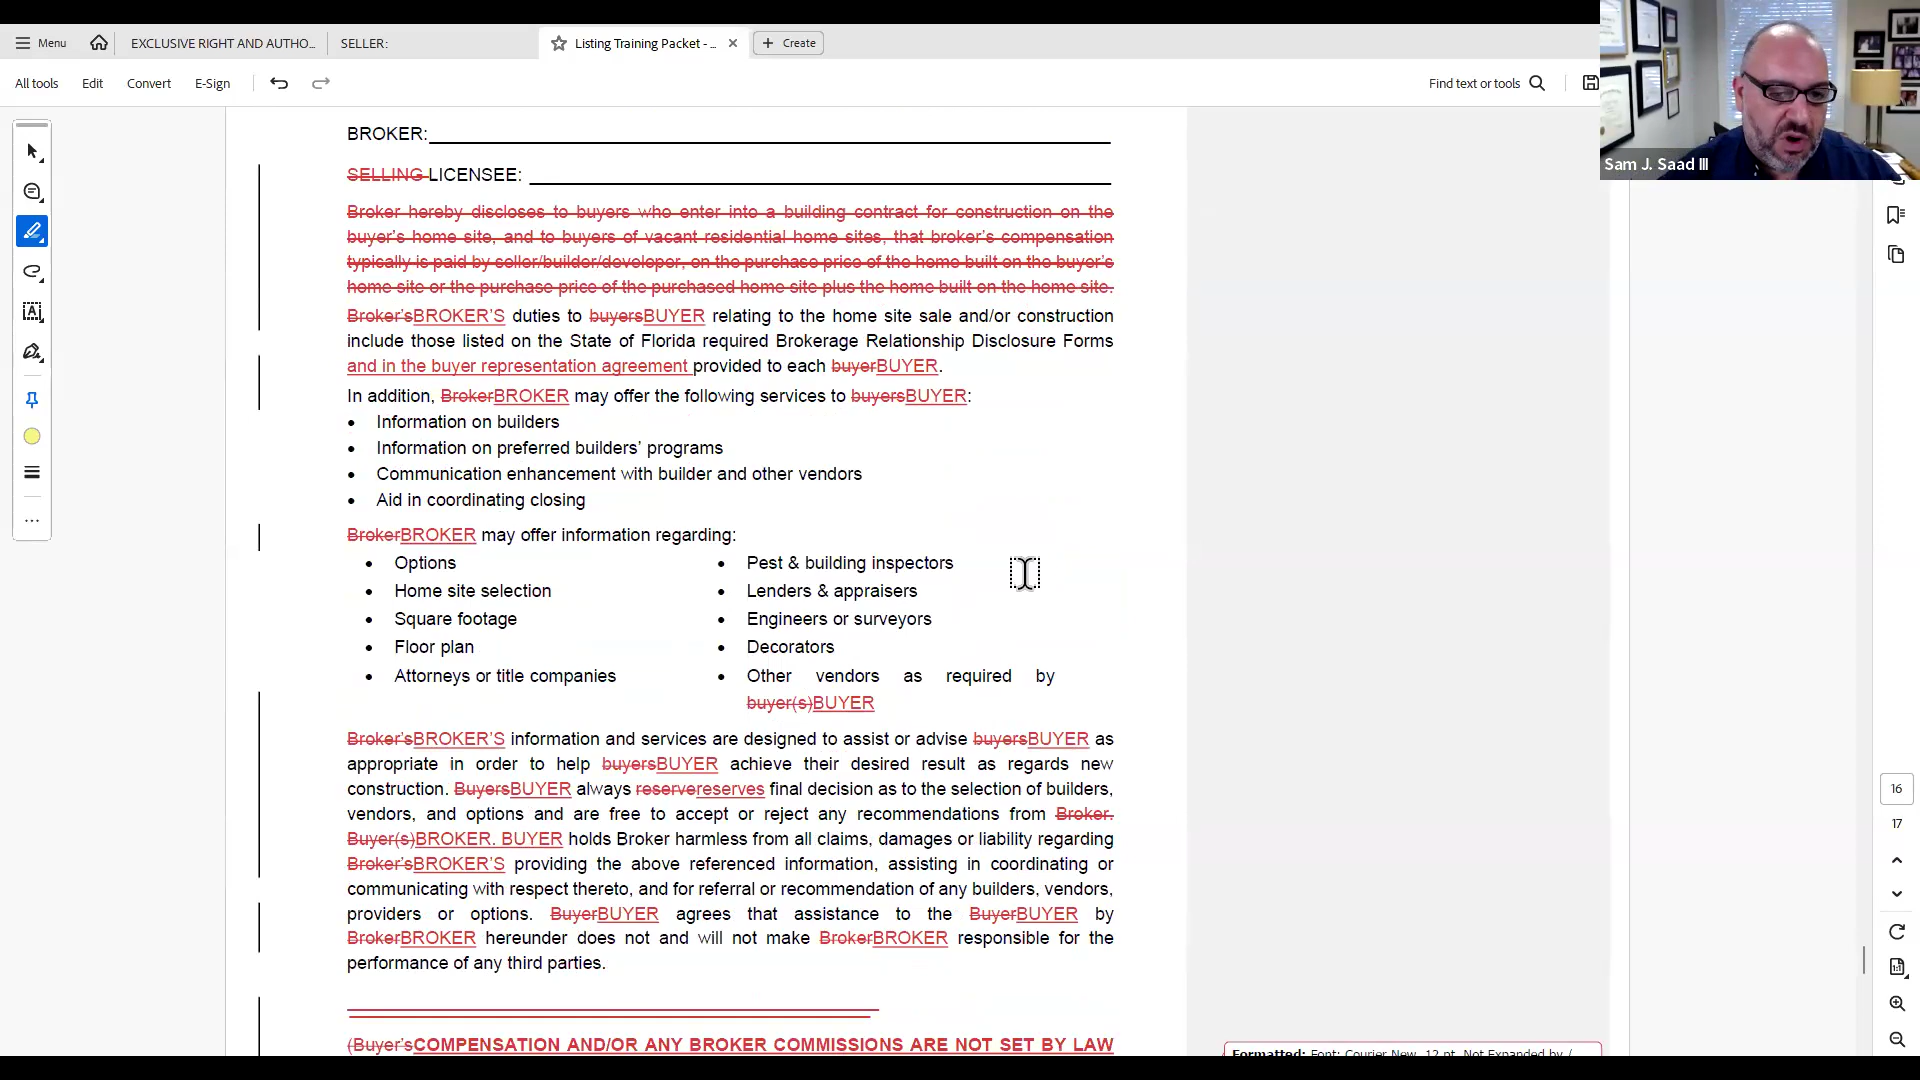 Menu
EXCLUSIVE RIGHT AND AUTHO...
SELLER:
Listing Training Packet - ...
Create
All tools
Edit
Convert
E-Sign
Find text or tools
Sam J. Saad III
BROKER:
SELLING LICENSEE:
Broker hereby discloses to buyers who enter into a building contract for construction on the
buyer's home site, and to buyers of vacant residential home sites, that broker's compensation
typically is paid by seller/builder/developer, on the purchase price of the home built on the buyer's
home site or the purchase price of the purchased home site plus the home built on the home site.
Broker'sBROKER'S duties to buyersBUYER relating to the home site sale and/or construction
include those listed on the State of Florida required Brokerage Relationship Disclosure Forms
and in the buyer representation agreement provided to each buyerBUYER.
In addition, BrokerBROKER may offer the following services to buyersBUYER:
• Information on builders
• Information on preferred builders' programs
• Communication enhancement with builder and other vendors
• Aid in coordinating closing
BrokerBROKER may offer information regarding:
• Options
• Home site selection
• Square footage
• Floor plan
• Attorneys or title companies
• Pest & building inspectors
• Lenders & appraisers
• Engineers or surveyors
• Decorators
• Other vendors as required by
buyer(s)BUYER
Broker'sBROKER'S information and services are designed to assist or advise buyersBUYER as
appropriate in order to help buyersBUYER achieve their desired result as regards new
construction. BuyersBUYER always reservereserves final decision as to the selection of builders,
vendors, and options and are free to accept or reject any recommendations from Broker.
Buyer(s)BROKER. BUYER holds Broker harmless from all claims, damages or liability regarding
Broker'sBROKER'S providing the above referenced information, assisting in coordinating or
communicating with respect thereto, and for referral or recommendation of any builders, vendors,
providers or options. BuyerBUYER agrees that assistance to the BuyerBUYER by
BrokerBROKER hereunder does not and will not make BrokerBROKER responsible for the
performance of any third parties.
(Buyer'sCOMPENSATION AND/OR ANY BROKER COMMISSIONS ARE NOT SET BY LAW
Formatted: Font: Courier New, 12 pt, Not Expanded by /
16
17